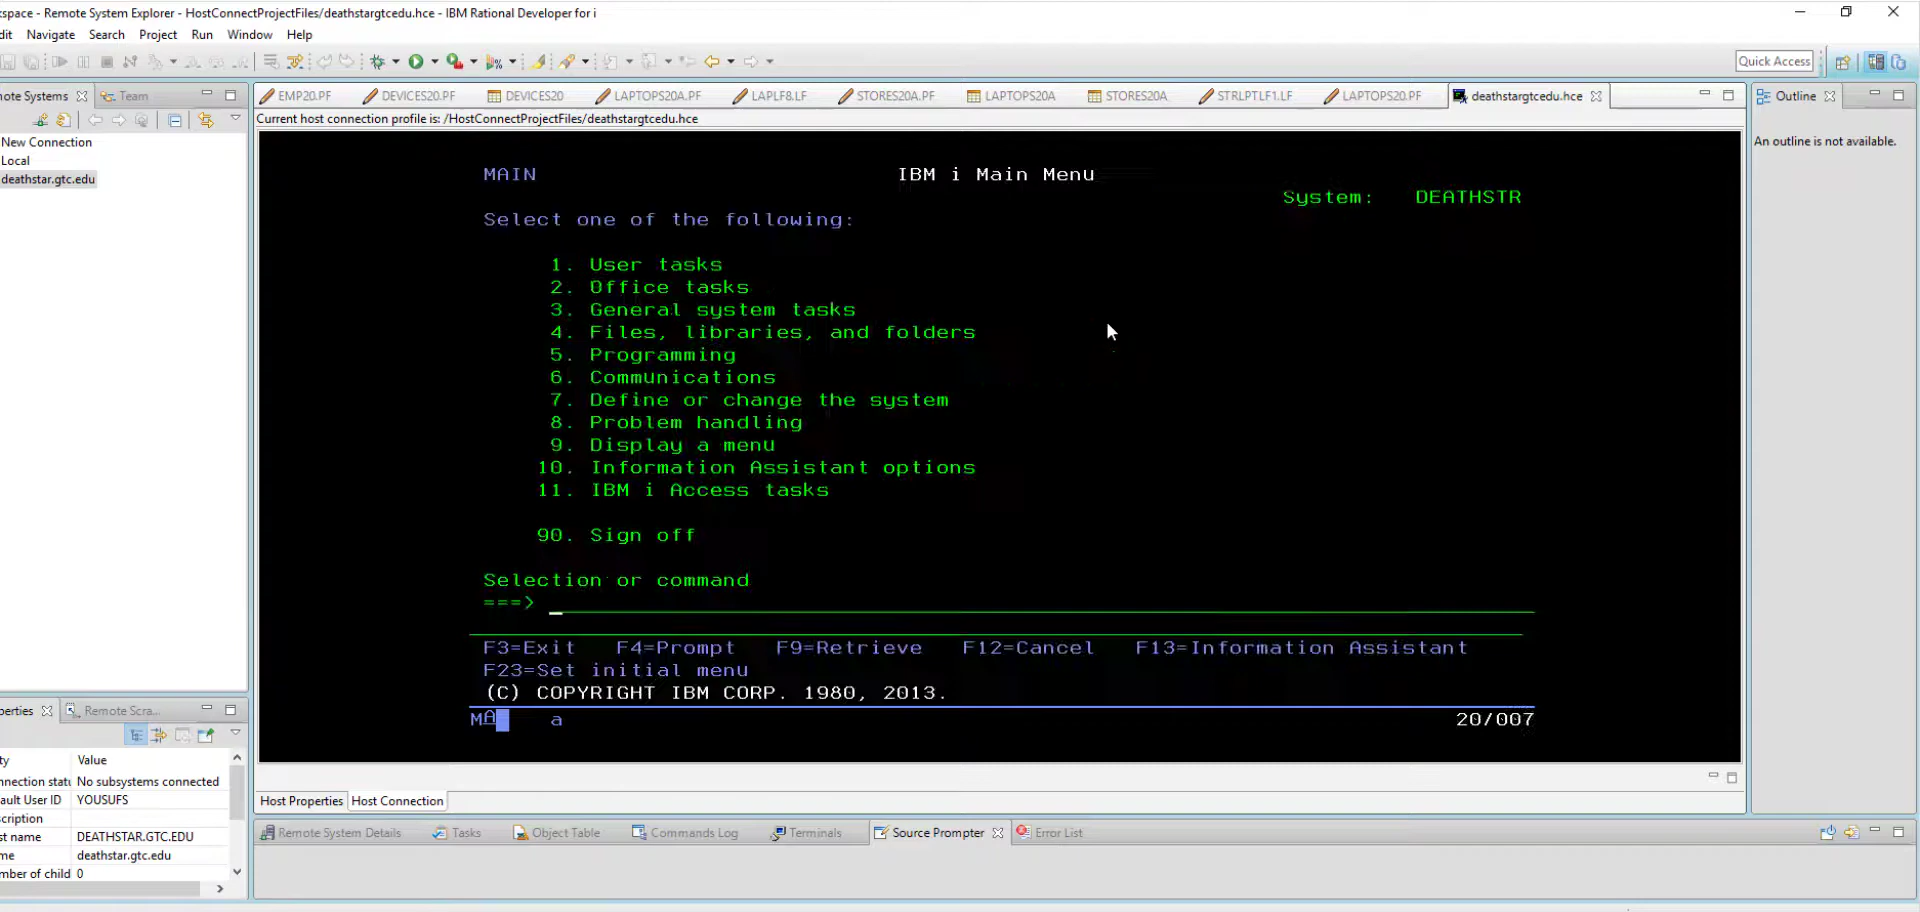 kspace - Remote System Explorer - HostConnectProjectFiles/deathstargtcedu.hce - IBM Rational Developer for i
dit Navigate Search Project Run Window Help
Quick Access
mote Systems Team
EMP20.PF DEVICES20.PF DEVICES20 LAPTOPS20A.PF LAPLF8.LF STORES20A.PF LAPTOPS20A STORES20A STRLPTLF1.LF LAPTOPS20.PF deathstargtcedu.hce
Outline
Current host connection profile is: /HostConnectProjectFiles/deathstargtcedu.hce
An outline is not available.
New Connection
Local
deathstar.gtc.edu
MAIN IBM i Main Menu
System: DEATHSTR
Select one of the following:
1. User tasks
2. Office tasks
3. General system tasks
4. Files, libraries, and folders
5. Programming
6. Communications
7. Define or change the system
8. Problem handling
9. Display a menu
10. Information Assistant options
11. IBM i Access tasks
90. Sign off
Selection or command
===>
F3=Exit F4=Prompt F9=Retrieve F12=Cancel F13=Information Assistant
F23=Set initial menu
(C) COPYRIGHT IBM CORP. 1980, 2013.
MA a 20/007
perties Remote Scra...
ty Value
nnection statu No subsystems connected
ault User ID YOUSUFS
scription
st name DEATHSTAR.GTC.EDU
me deathstar.gtc.edu
mber of child 0
Host Properties Host Connection
Remote System Details Tasks Object Table Commands Log Terminals Source Prompter Error List